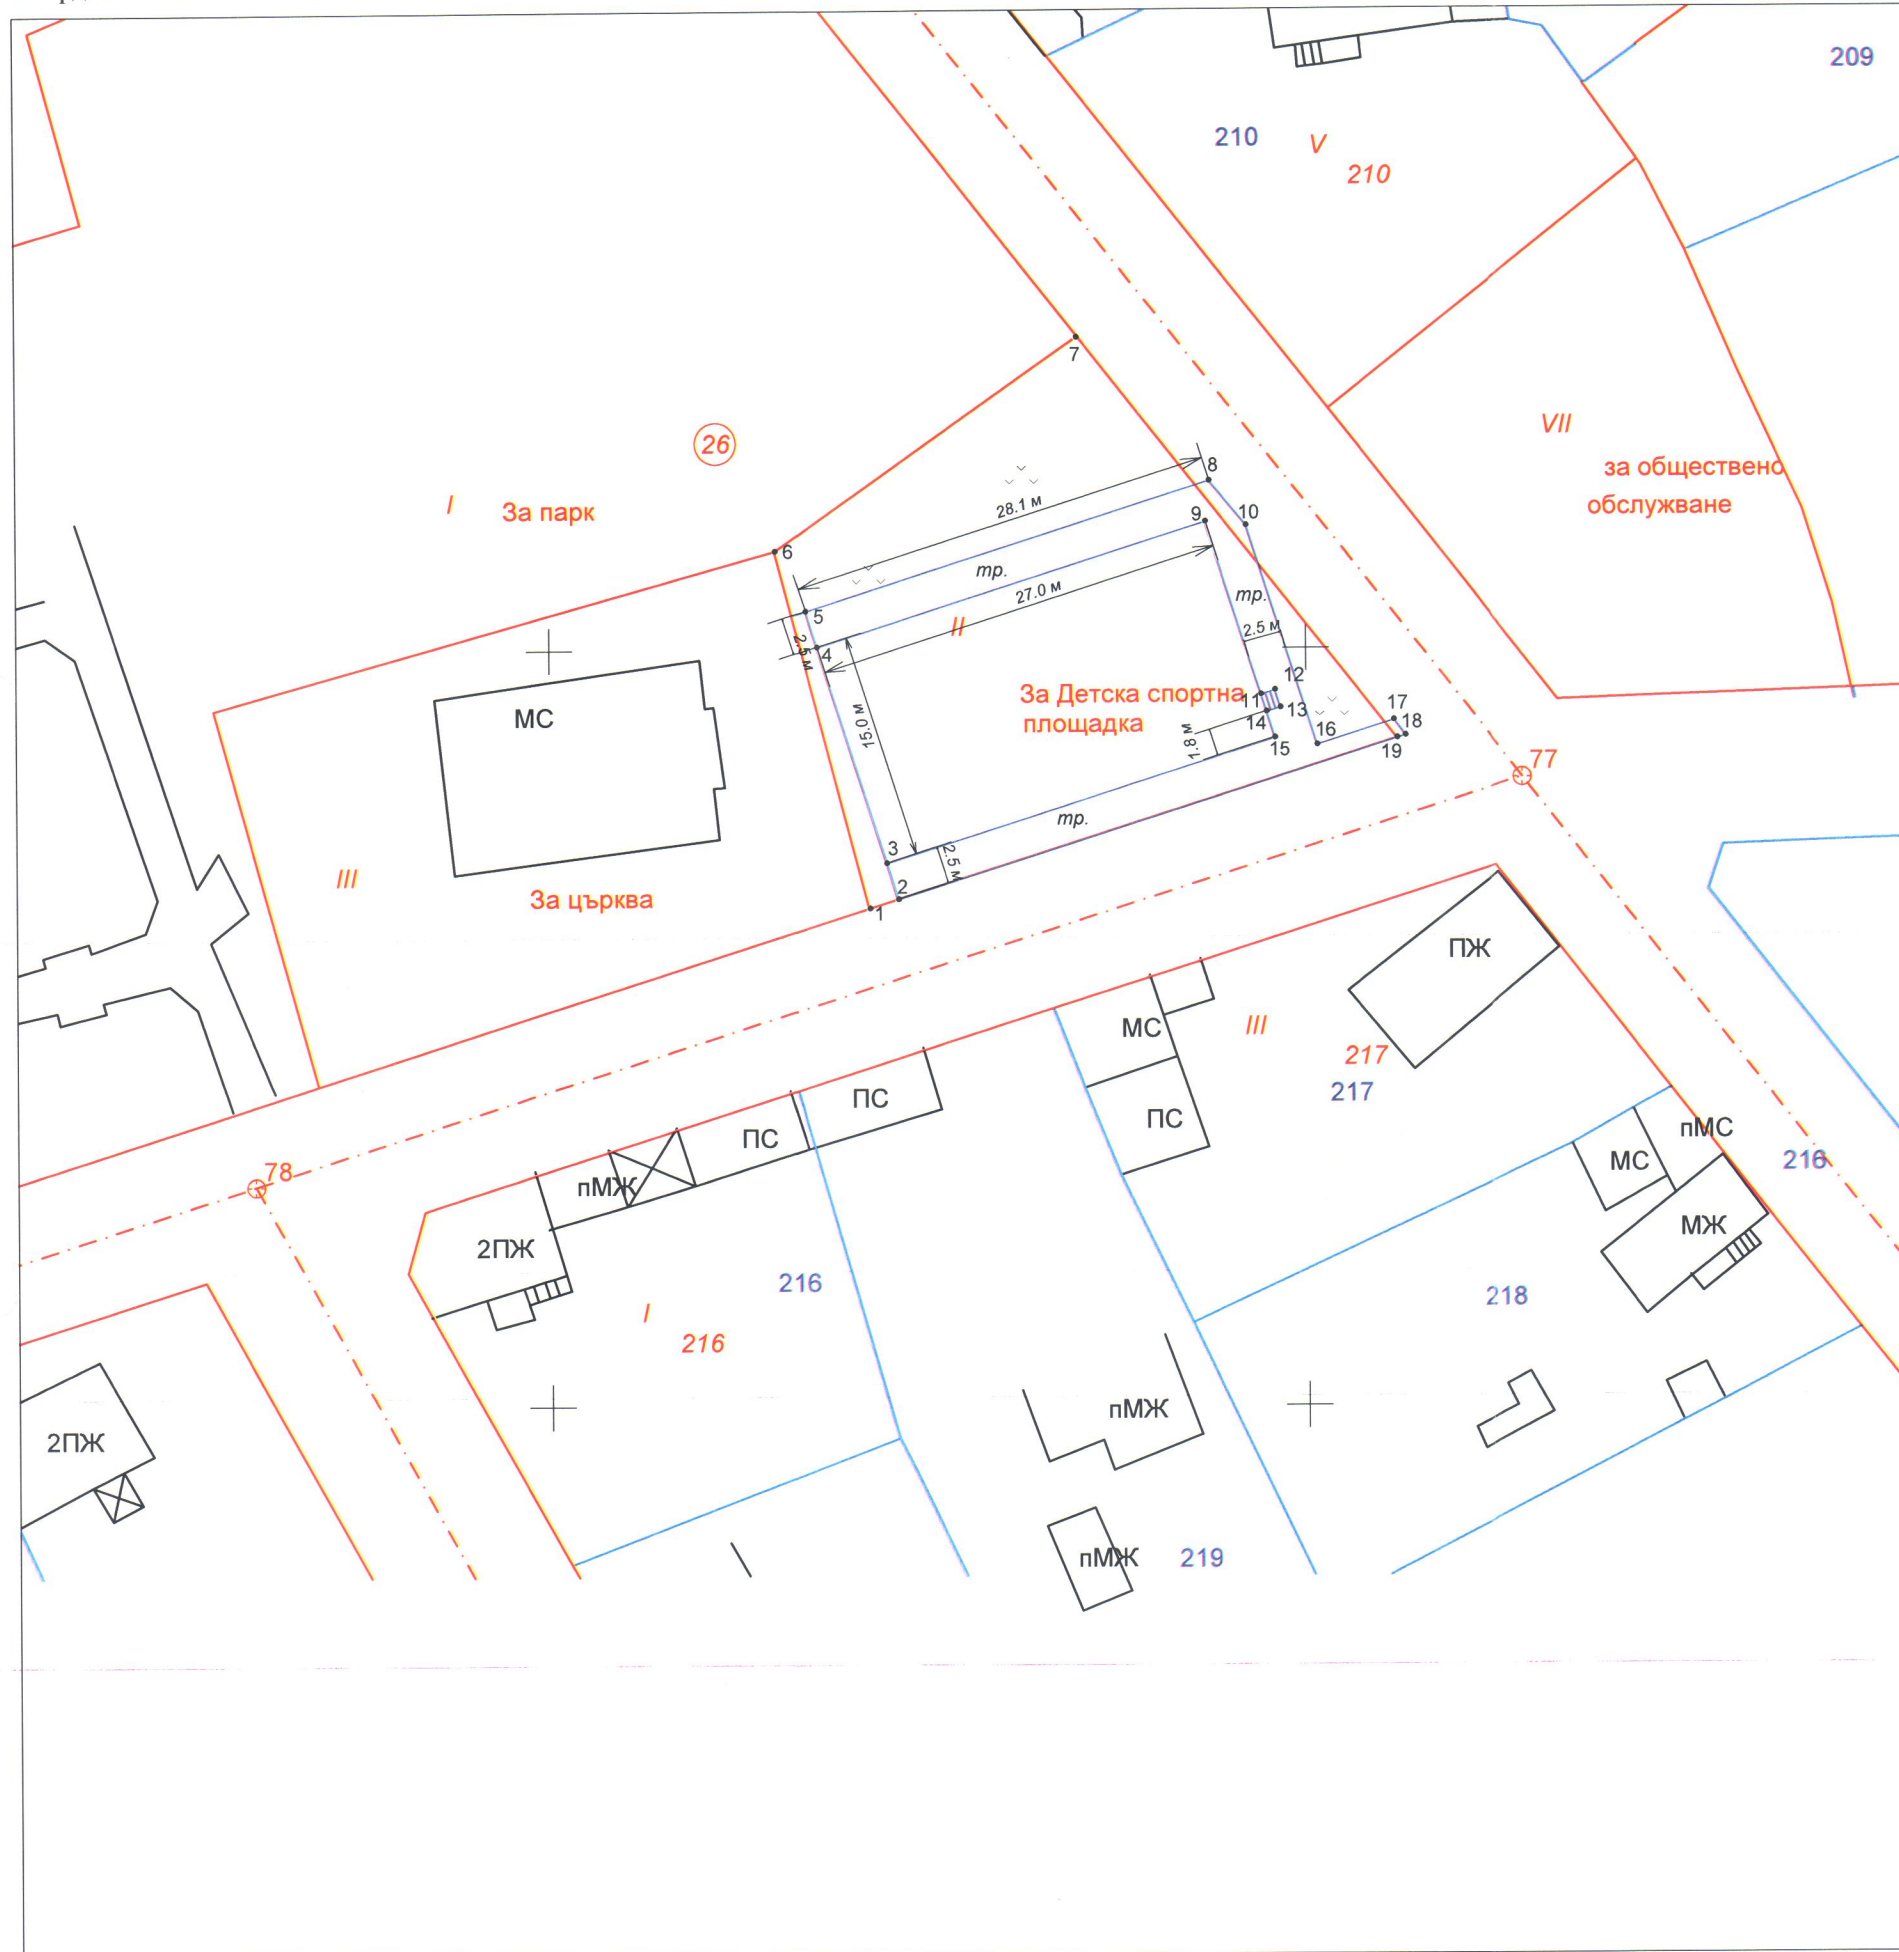 209
210
V
210
7
VII
26
за обществено
обслужване
8
I
За парк
28.1 м
9
10
6
тр.
27.0 м
тр.
5
2.5 м
II
2.5 м
4
12
За Детска спортна
11
13
17
МС
15.0 м
площадка
14
18
1.8 м
15
16
19
77
тр.
3
2.5 м
2
III
За църква
1
ПЖ
МС
III
217
217
ПС
ПС
ПС
пМС
МС
216
78
пМЖ
2ПЖ
МЖ
216
218
I
216
пМЖ
2ПЖ
пМЖ
219